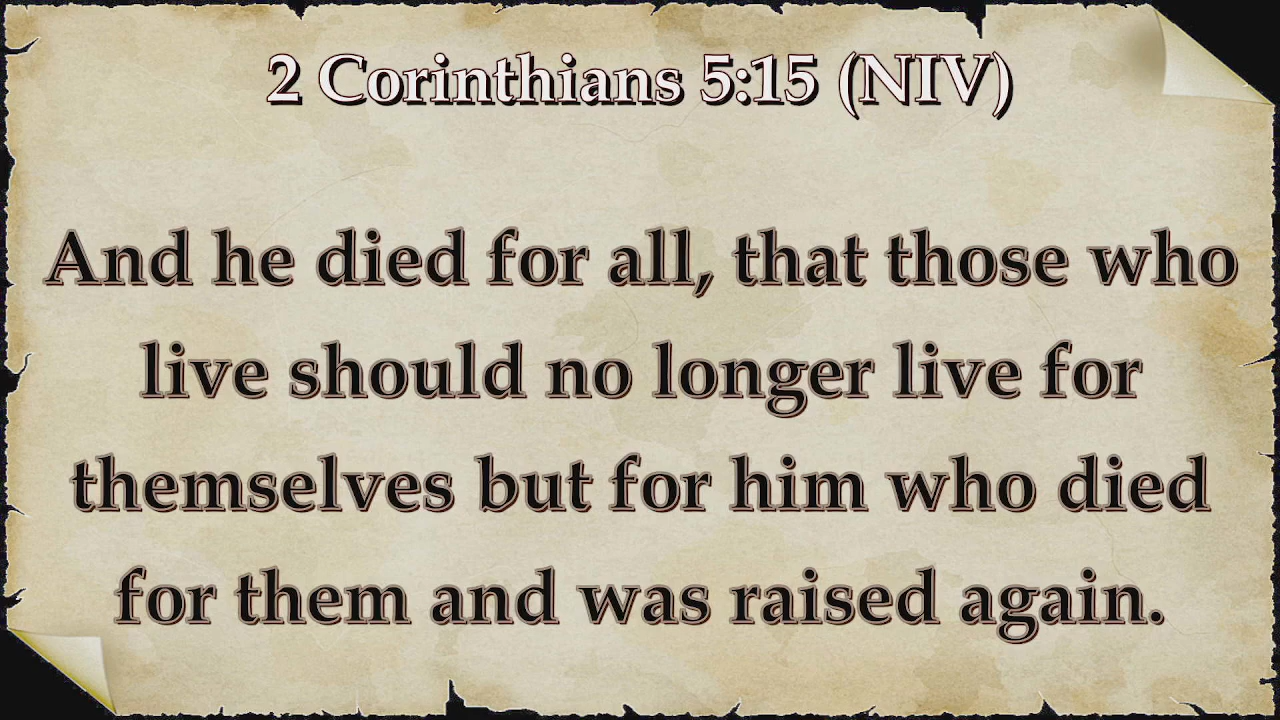 2 Corinthians 5:15 (NIV)
And he died for all, that those who
live should no longer live for
themselves but for him who died
for them and was raised again.